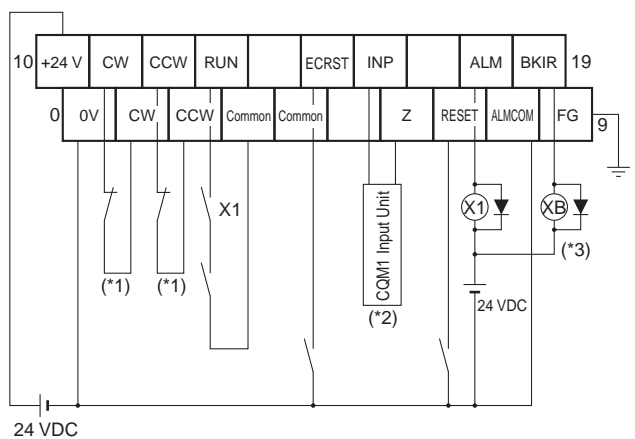 10 +24 V CW CCW RUN ECRST INP ALM BKIR 19
0 0V CW CCW Common Common Z RESET ALMCOM FG 9
X1
CQM1 Input Unit
X1
XB
(*1)
(*1)
(*2)
(*3)
24 VDC
24 VDC